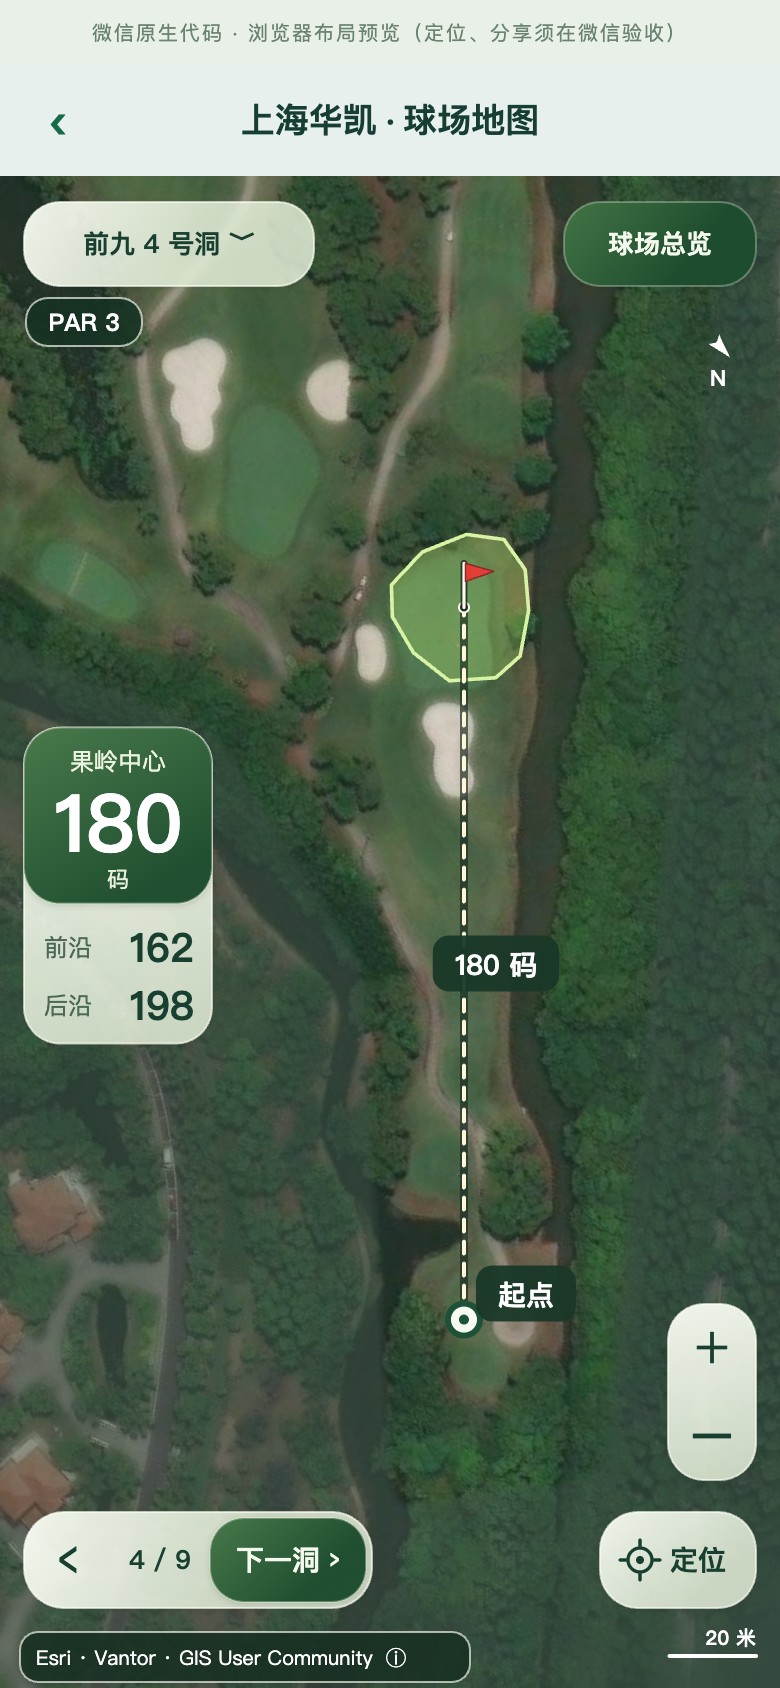 微信原生代码 · 浏览器布局预览（定位、分享须在微信验收）
‹
上海华凯 · 球场地图
前九 4 号洞
球场总览
PAR 3
N
果岭中心
180
码
前沿 162
后沿 198
180 码
起点
+
—
< 4 / 9 下一洞 ›
定位
20 米
Esri · Vantor · GIS User Community ⓘ